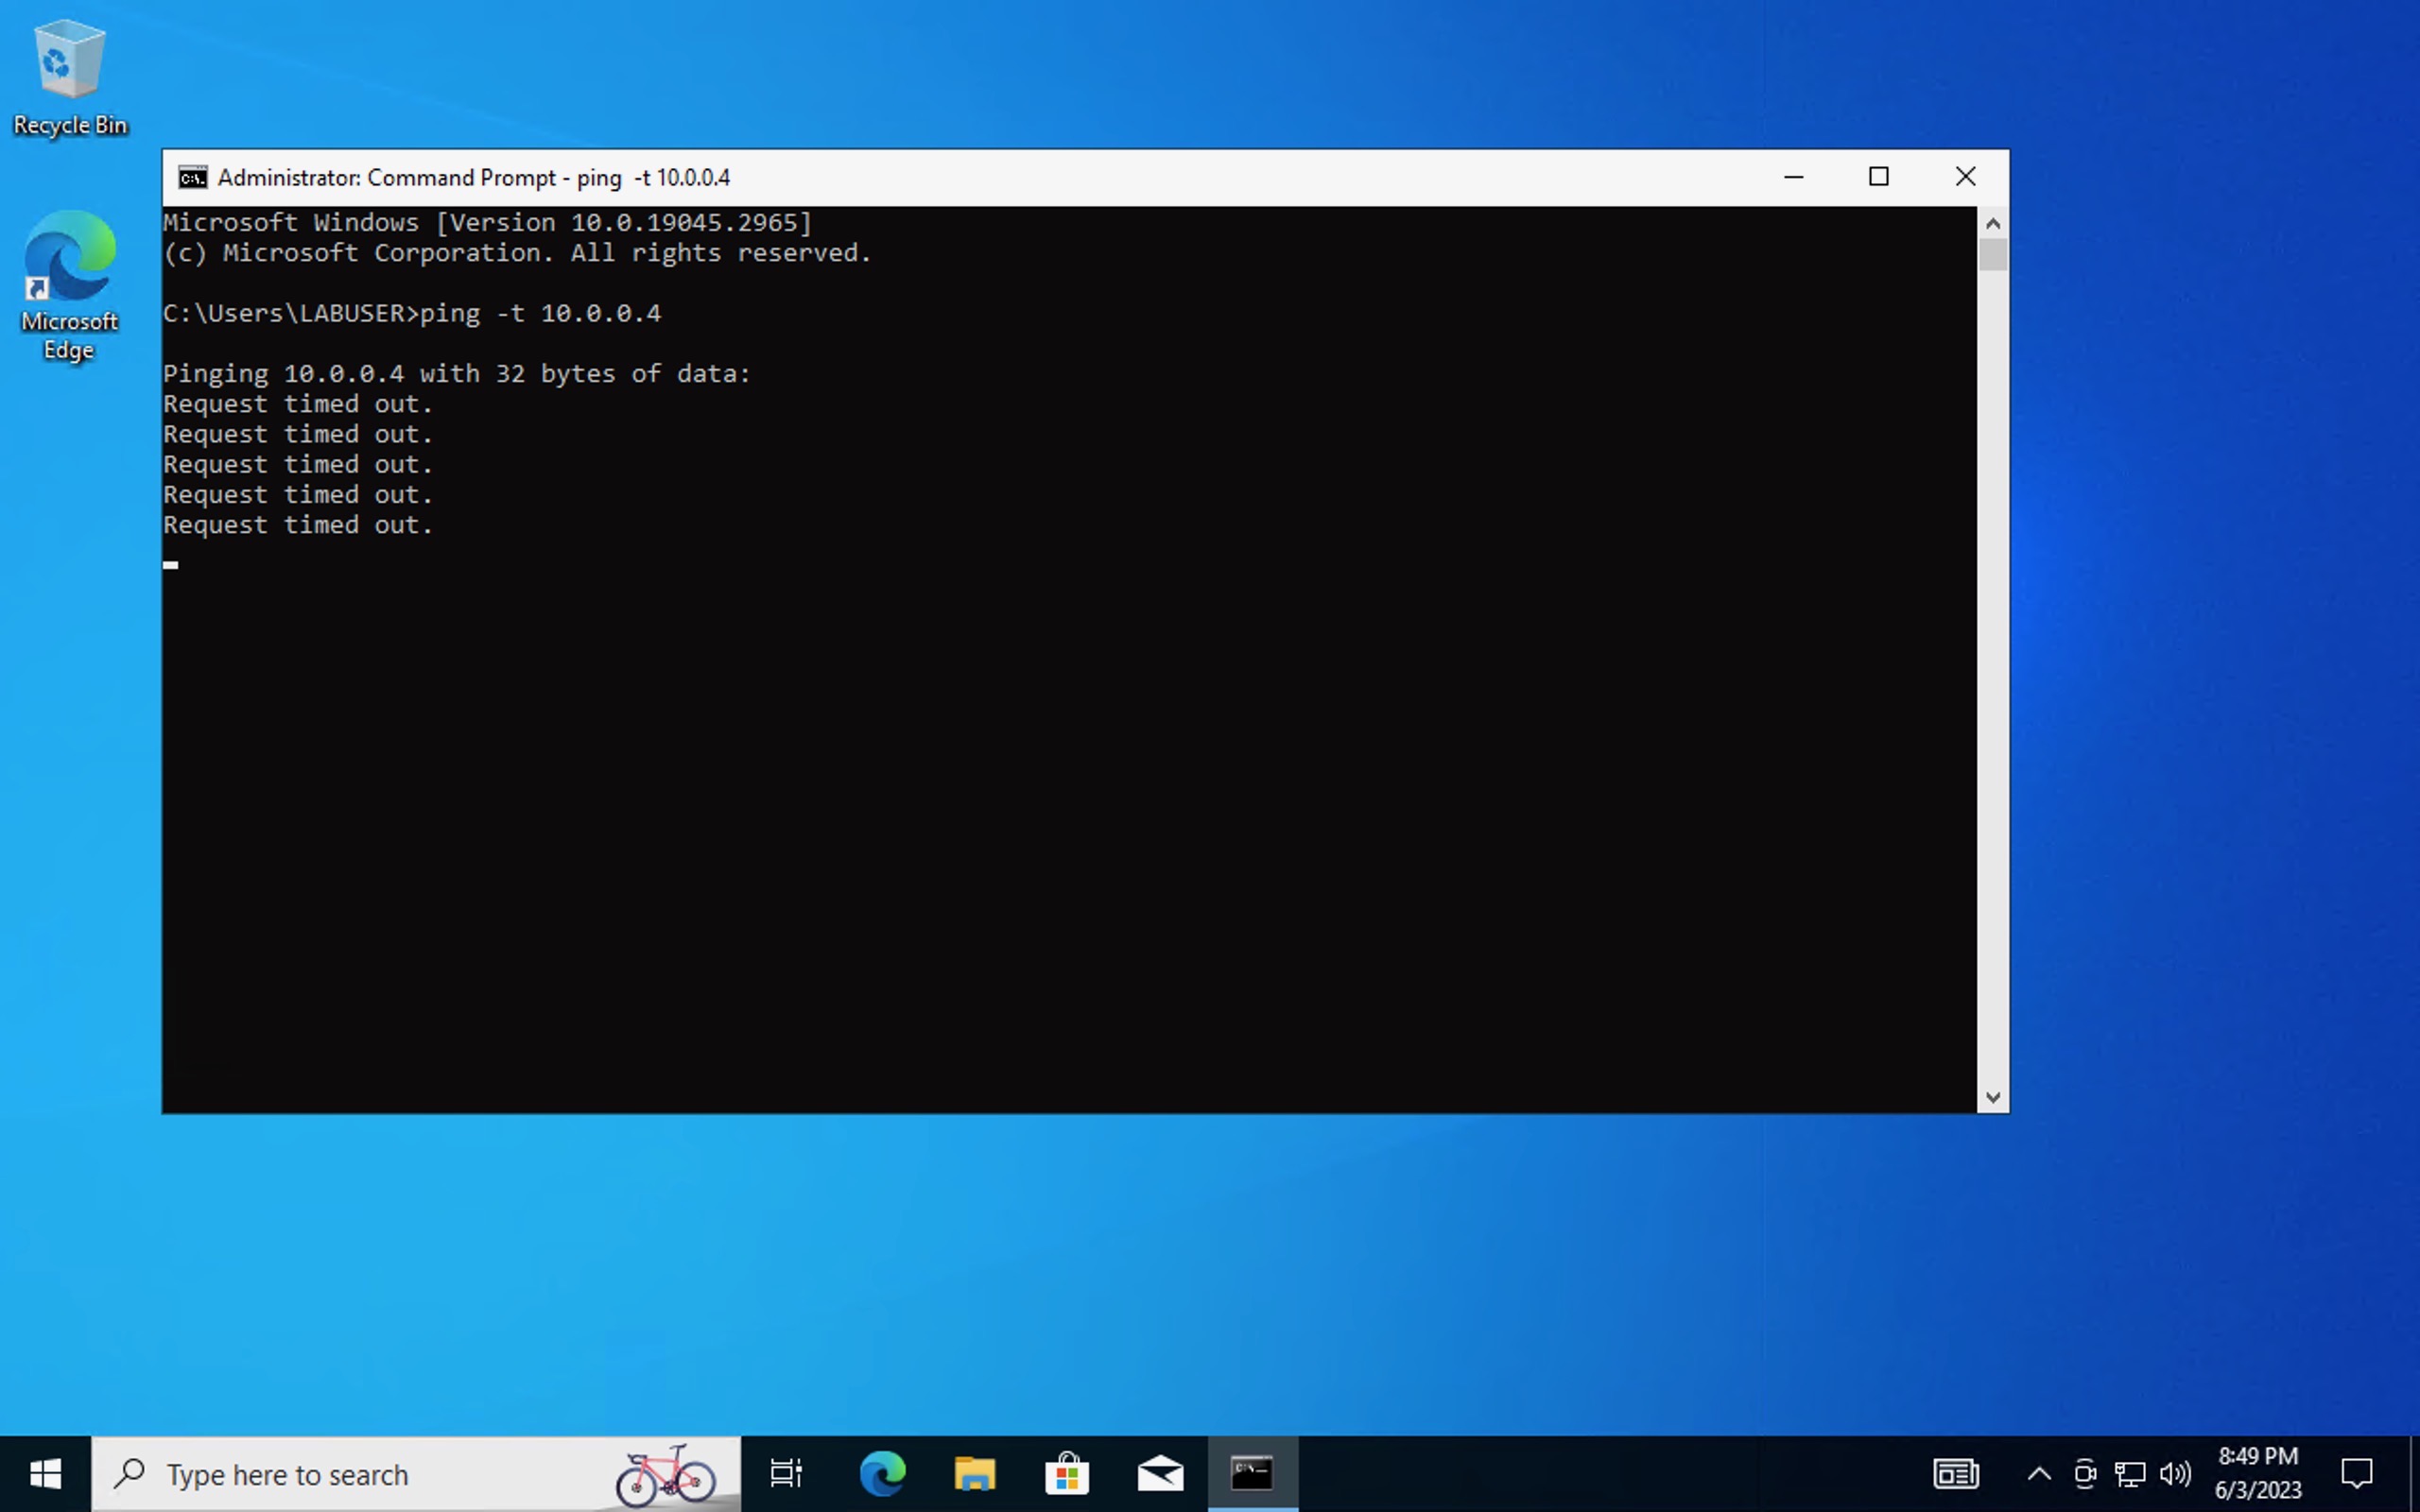 Recycle Bin
Microsoft
Edge
Administrator: Command Prompt - ping  -t 10.0.0.4
Microsoft Windows [Version 10.0.19045.2965]
(c) Microsoft Corporation. All rights reserved.
C:\Users\LABUSER>ping -t 10.0.0.4
Pinging 10.0.0.4 with 32 bytes of data:
Request timed out.
Request timed out.
Request timed out.
Request timed out.
Request timed out.
Type here to search
8:49 PM
6/3/2023